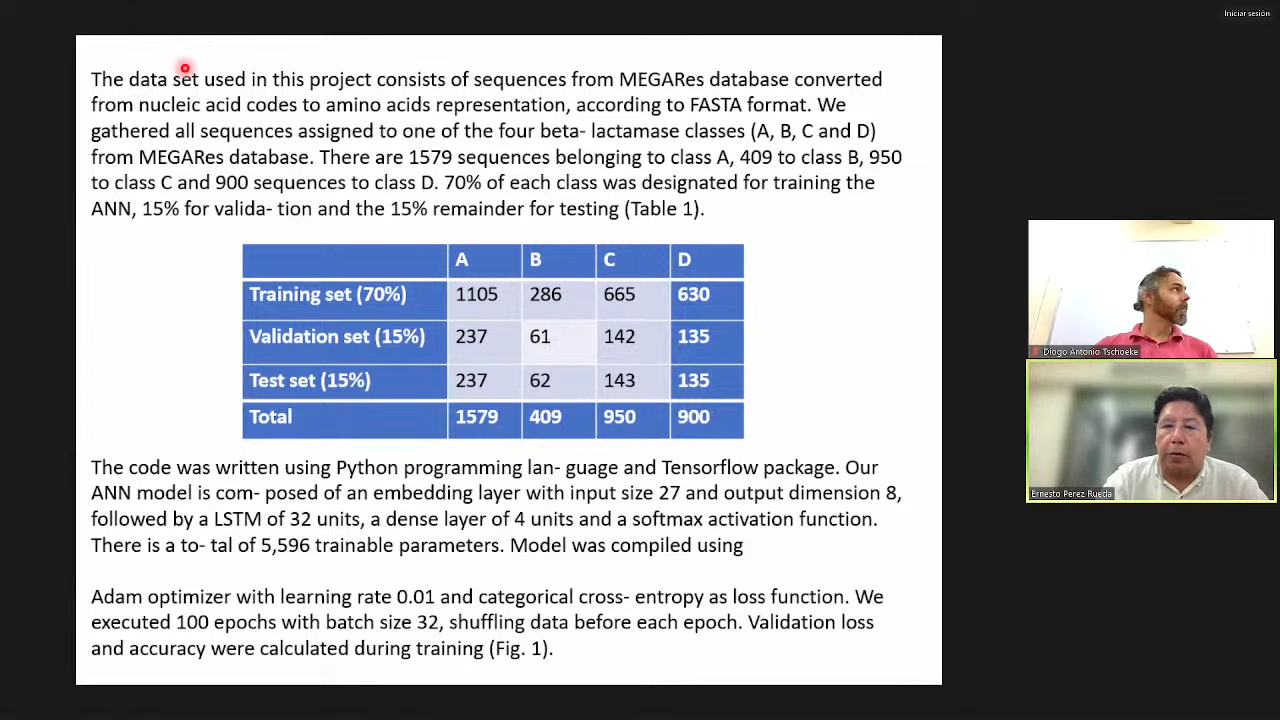 Iniciar sesión
The data set used in this project consists of sequences from MEGARes database converted
from nucleic acid codes to amino acids representation, according to FASTA format. We
gathered all sequences assigned to one of the four beta- lactamase classes (A, B, C and D)
from MEGARes database. There are 1579 sequences belonging to class A, 409 to class B, 950
to class C and 900 sequences to class D. 70% of each class was designated for training the
ANN, 15% for valida- tion and the 15% remainder for testing (Table 1).
A B C D
Training set (70%) 1105 286 665 630
Validation set (15%) 237 61 142 135
Test set (15%) 237 62 143 135
Total 1579 409 950 900
The code was written using Python programming lan- guage and Tensorflow package. Our
ANN model is com- posed of an embedding layer with input size 27 and output dimension 8,
followed by a LSTM of 32 units, a dense layer of 4 units and a softmax activation function.
There is a to- tal of 5,596 trainable parameters. Model was compiled using
Adam optimizer with learning rate 0.01 and categorical cross- entropy as loss function. We
executed 100 epochs with batch size 32, shuffling data before each epoch. Validation loss
and accuracy were calculated during training (Fig. 1).
Diogo Antonio Tschoeke
Ernesto Perez Rueda